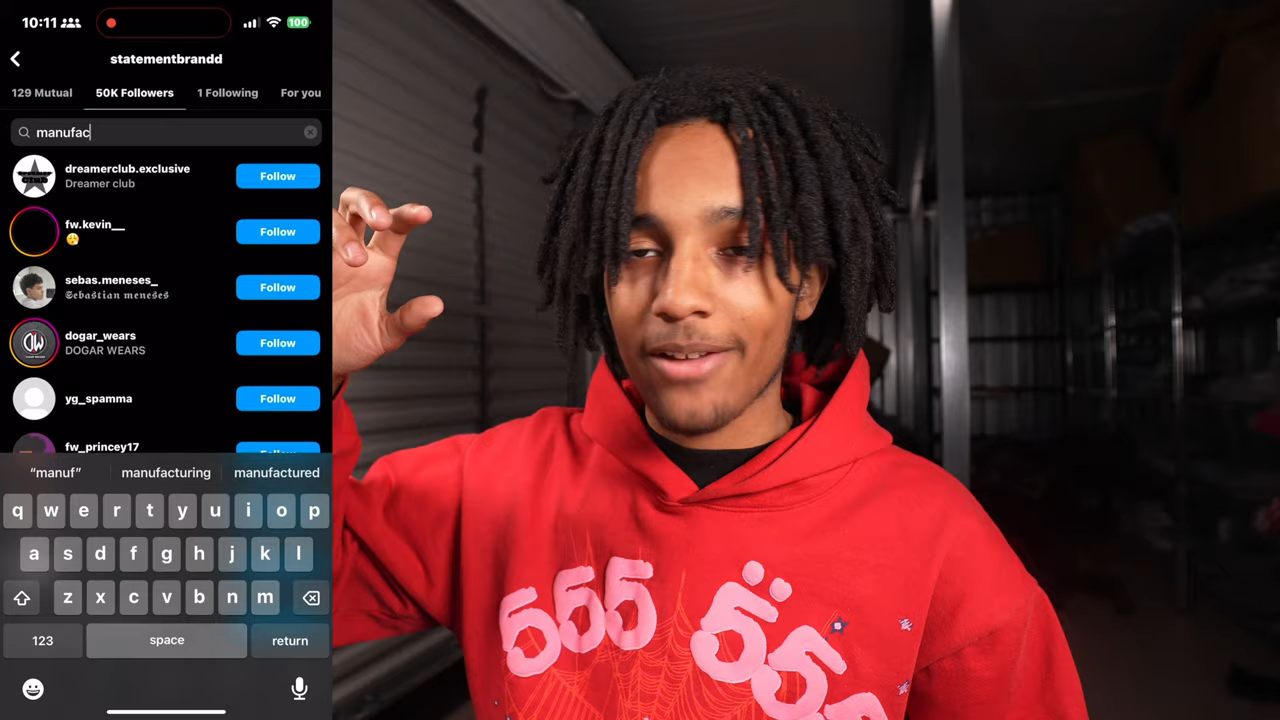 10:11
100
statementbrandd
129 Mutual
50K Followers
1 Following
For you
manufac
dreamerclub.exclusive
Dreamer club
Follow
fw.kevin__
Follow
sebas.meneses_
𝕾𝖊𝖇𝖆𝖘𝖙𝖎𝖆𝖓 𝖒𝖊𝖓𝖊𝖘𝖊𝖘
Follow
DW
dogar_wears
DOGAR WEARS
Follow
yg_spamma
Follow
fw_princey17
“manuf”
manufacturing
manufactured
q w e r t y u i o p
a s d f g h j k l
z x c v b n m
123
space
return
555 555